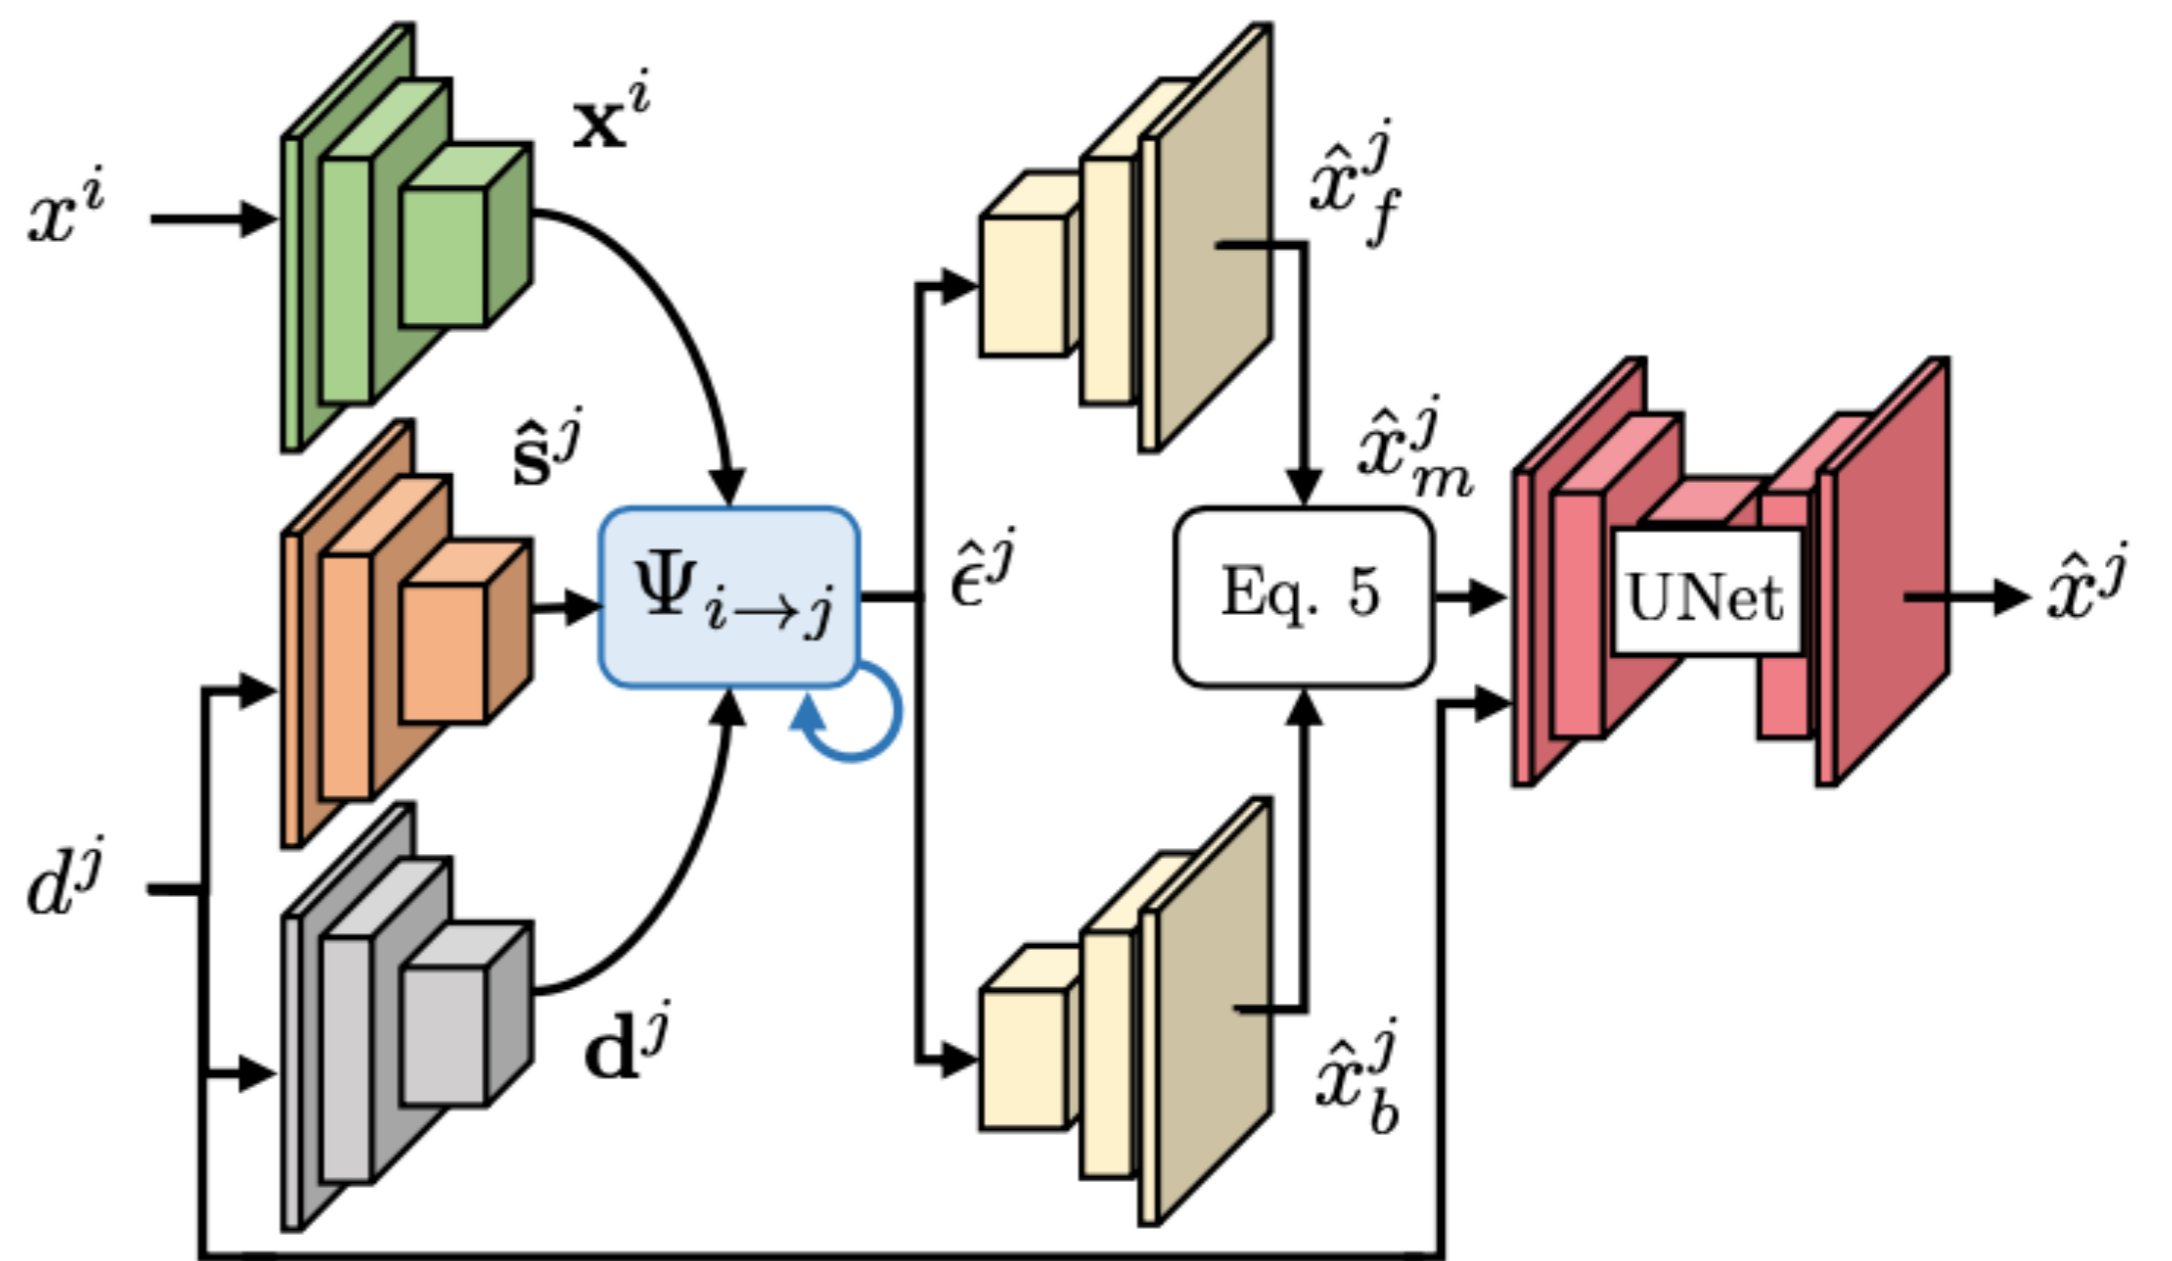 x^i
𝐱^i
ŝ^j
d^j
𝐝^j
Ψ_{i→j}
ϵ̂^j
x̂_f^j
x̂_b^j
Eq. 5
x̂_m^j
UNet
x̂^j